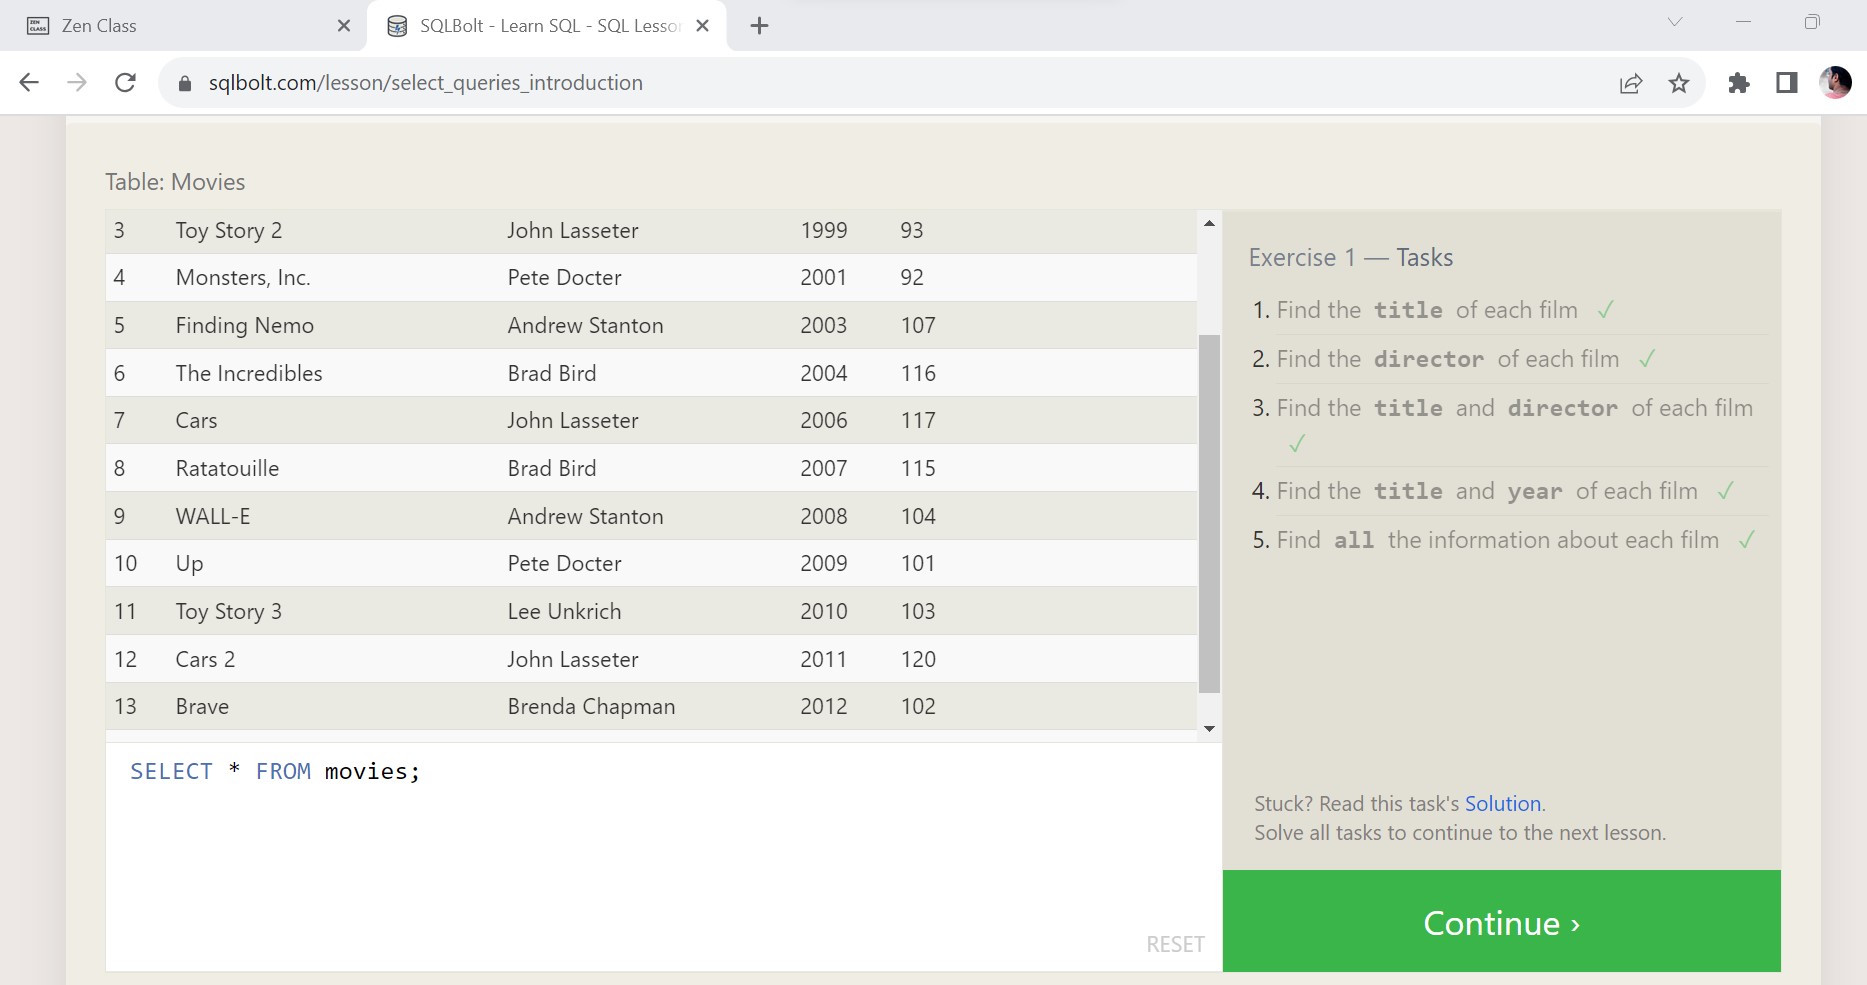 Zen Class
SQLBolt - Learn SQL - SQL Lesso
sqlbolt.com/lesson/select_queries_introduction
Table: Movies
3 Toy Story 2 John Lasseter 1999 93
4 Monsters, Inc. Pete Docter 2001 92
5 Finding Nemo Andrew Stanton 2003 107
6 The Incredibles Brad Bird 2004 116
7 Cars John Lasseter 2006 117
8 Ratatouille Brad Bird 2007 115
9 WALL-E Andrew Stanton 2008 104
10 Up Pete Docter 2009 101
11 Toy Story 3 Lee Unkrich 2010 103
12 Cars 2 John Lasseter 2011 120
13 Brave Brenda Chapman 2012 102
SELECT * FROM movies;
RESET
Exercise 1 — Tasks
1. Find the title of each film ✓
2. Find the director of each film ✓
3. Find the title and director of each film
✓
4. Find the title and year of each film ✓
5. Find all the information about each film ✓
Stuck? Read this task's Solution.
Solve all tasks to continue to the next lesson.
Continue ›